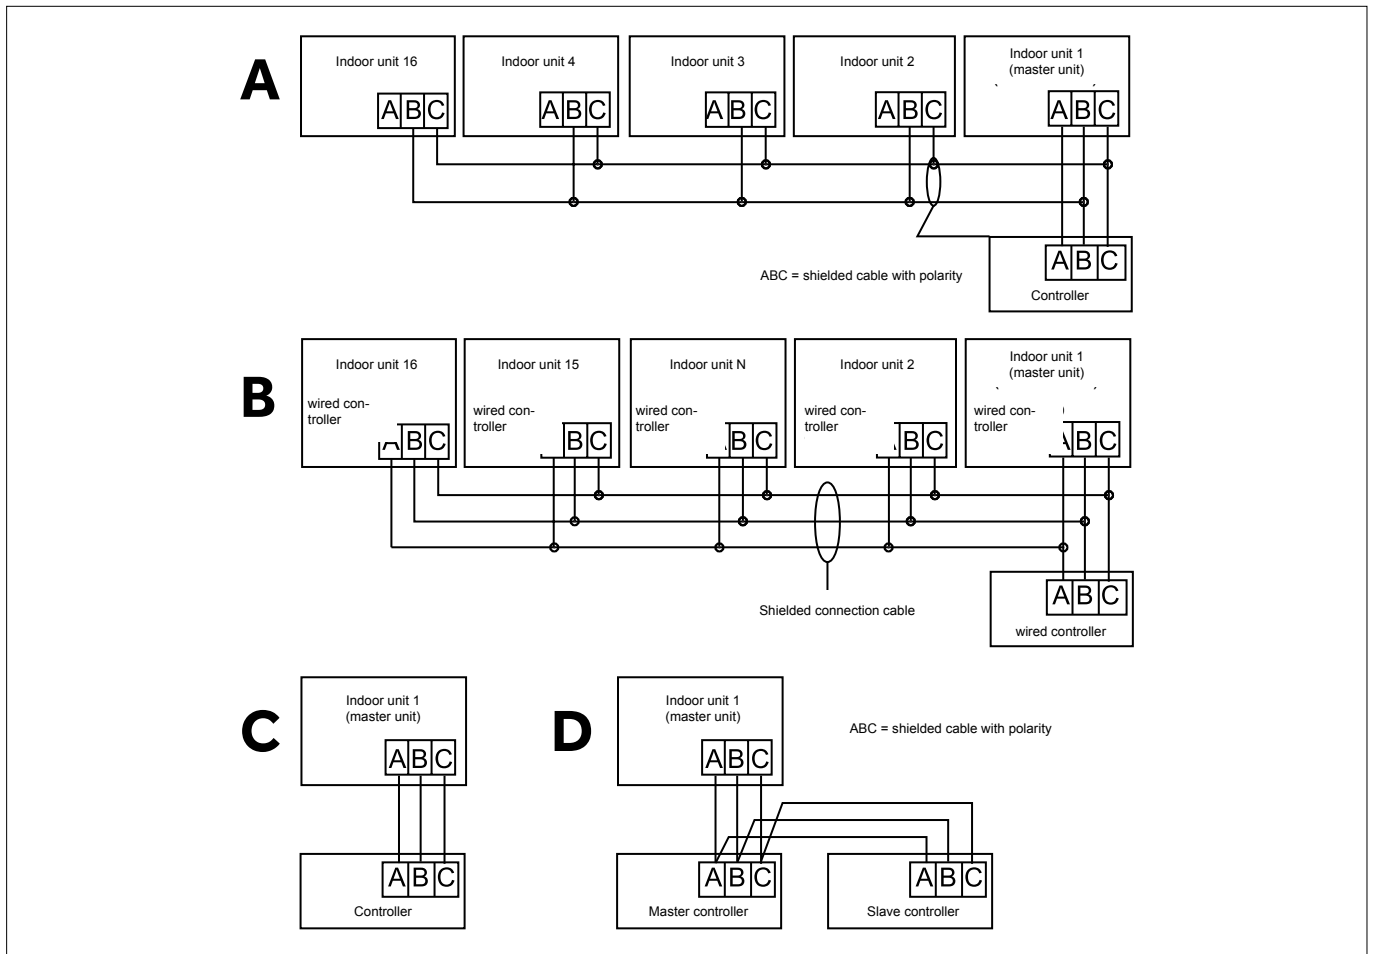 A
Indoor unit 16
Indoor unit 4
Indoor unit 3
Indoor unit 2
Indoor unit 1
(master unit)
ABC
ABC
ABC
ABC
ABC
ABC = shielded cable with polarity
ABC
Controller
B
Indoor unit 16
Indoor unit 15
Indoor unit N
Indoor unit 2
Indoor unit 1
(master unit)
wired con-
troller
wired con-
troller
wired con-
troller
wired con-
troller
wired con-
troller
ABC
BC
BC
BC
ABC
Shielded connection cable
ABC
wired controller
C
Indoor unit 1
(master unit)
ABC
ABC
Controller
D
Indoor unit 1
(master unit)
ABC = shielded cable with polarity
ABC
ABC
Master controller
ABC
Slave controller